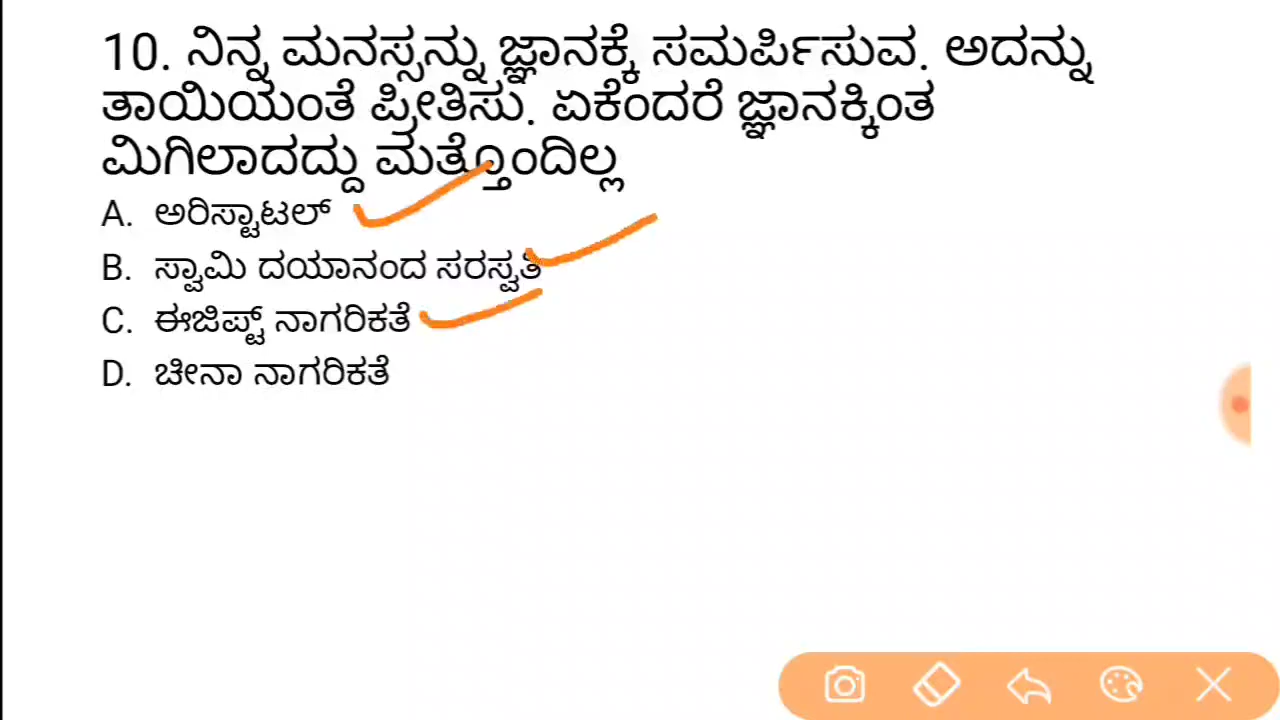 10. ನಿನ್ನ ಮನಸ್ಸನ್ನು ಜ್ಞಾನಕ್ಕೆ ಸಮರ್ಪಿಸುವ. ಅದನ್ನು
ತಾಯಿಯಂತೆ ಪ್ರೀತಿಸು. ಏಕೆಂದರೆ ಜ್ಞಾನಕ್ಕಿಂತ
ಮಿಗಿಲಾದದ್ದು ಮತ್ತೊಂದಿಲ್ಲ
A. ಅರಿಸ್ಟಾಟಲ್
B. ಸ್ವಾಮಿ ದಯಾನಂದ ಸರಸ್ವತಿ
C. ಈಜಿಪ್ಟ್ ನಾಗರಿಕತೆ
D. ಚೀನಾ ನಾಗರಿಕತೆ